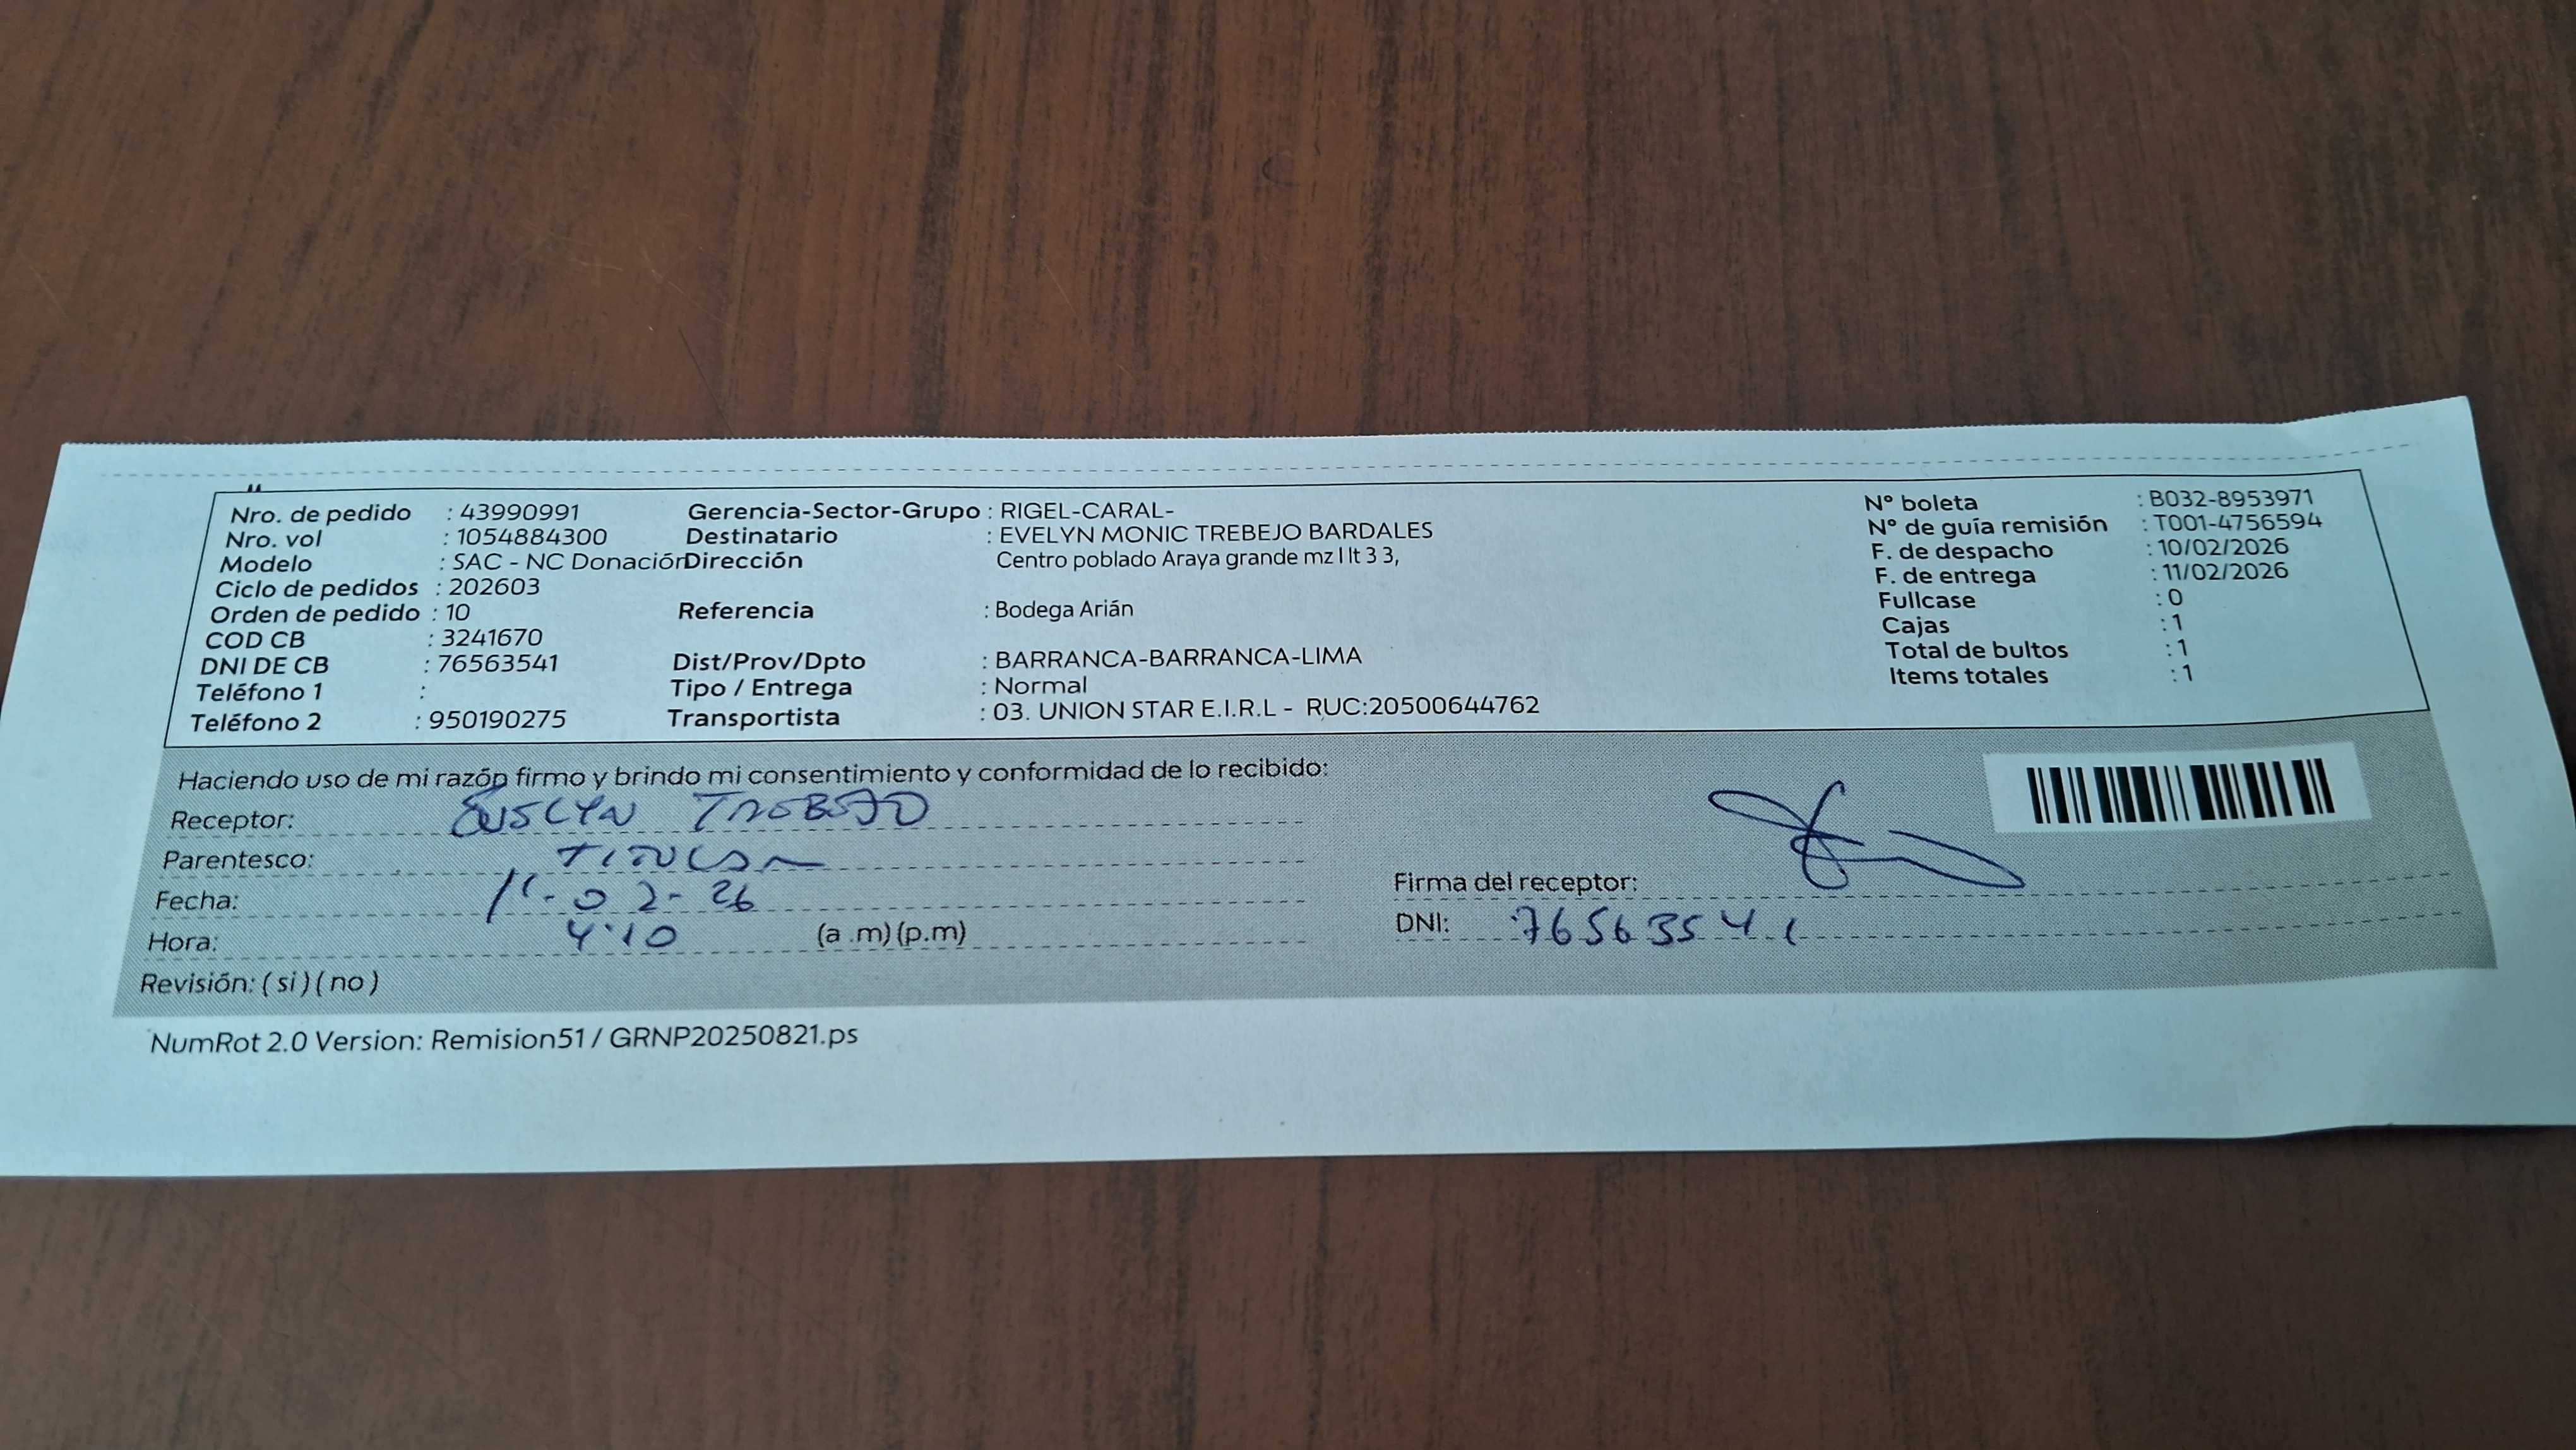 Nro. de pedido : 43990991
Nro. vol : 1054884300
Modelo : SAC - NC Donación
Ciclo de pedidos : 202603
Orden de pedido : 10
COD CB : 3241670
DNI DE CB : 76563541
Teléfono 1 :
Teléfono 2 : 950190275
Gerencia-Sector-Grupo : RIGEL-CARAL-
Destinatario : EVELYN MONIC TREBEJO BARDALES
Dirección Centro poblado Araya grande mz I lt 3 3,
Referencia : Bodega Arián
Dist/Prov/Dpto : BARRANCA-BARRANCA-LIMA
Tipo / Entrega : Normal
Transportista : 03. UNION STAR E.I.R.L - RUC:20500644762
N° boleta : B032-8953971
N° de guía remisión : T001-4756594
F. de despacho : 10/02/2026
F. de entrega : 11/02/2026
Fullcase : 0
Cajas : 1
Total de bultos : 1
Items totales : 1
Haciendo uso de mi razón firmo y brindo mi consentimiento y conformidad de lo recibido:
Receptor: EVELYN TREBEJO
Parentesco: TITULAR
Fecha: 11-02-26
Hora: 4:10 (a .m)(p.m)
Revisión: ( si ) ( no )
Firma del receptor:
DNI: 76563541
NumRot 2.0 Version: Remision51 / GRNP20250821.ps